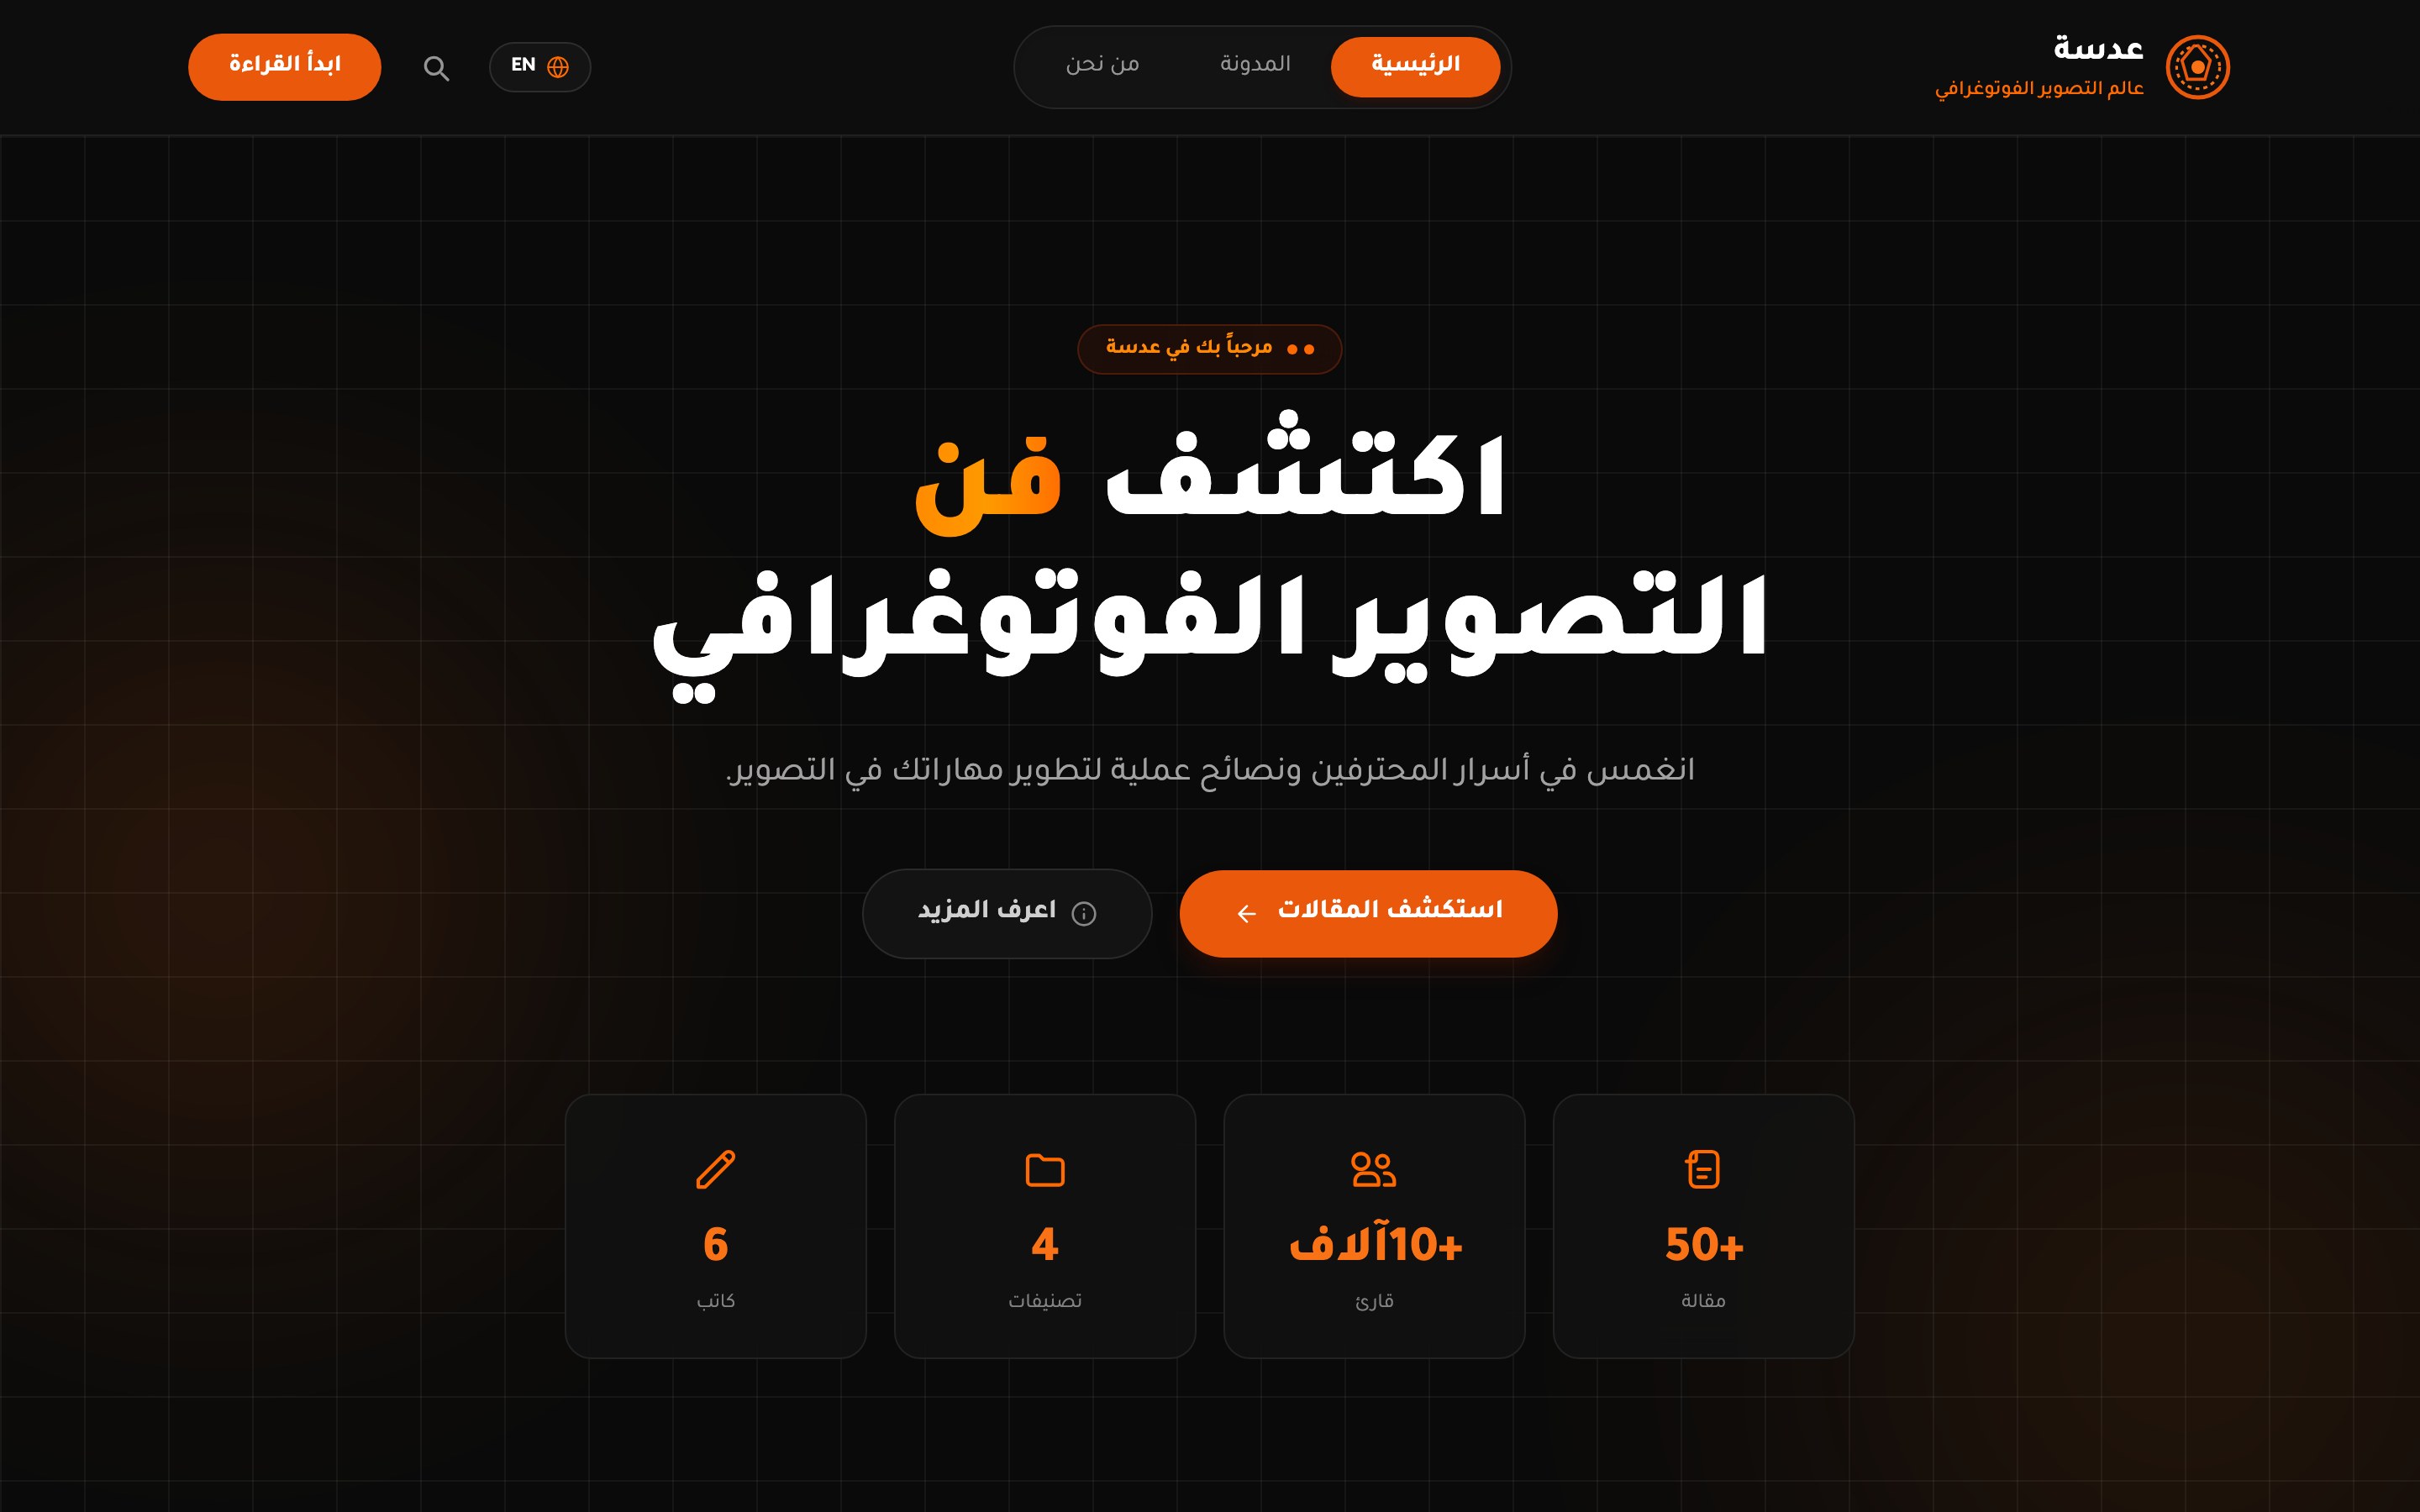 عدسة
عالم التصوير الفوتوغرافي
الرئيسية
المدونة
من نحن
EN
ابدأ القراءة
مرحباً بك في عدسة
اكتشف فن
التصوير الفوتوغرافي
انغمس في أسرار المحترفين ونصائح عملية لتطوير مهاراتك في التصوير.
استكشف المقالات
اعرف المزيد
+50
مقالة
+10آلاف
قارئ
4
تصنيفات
6
كاتب